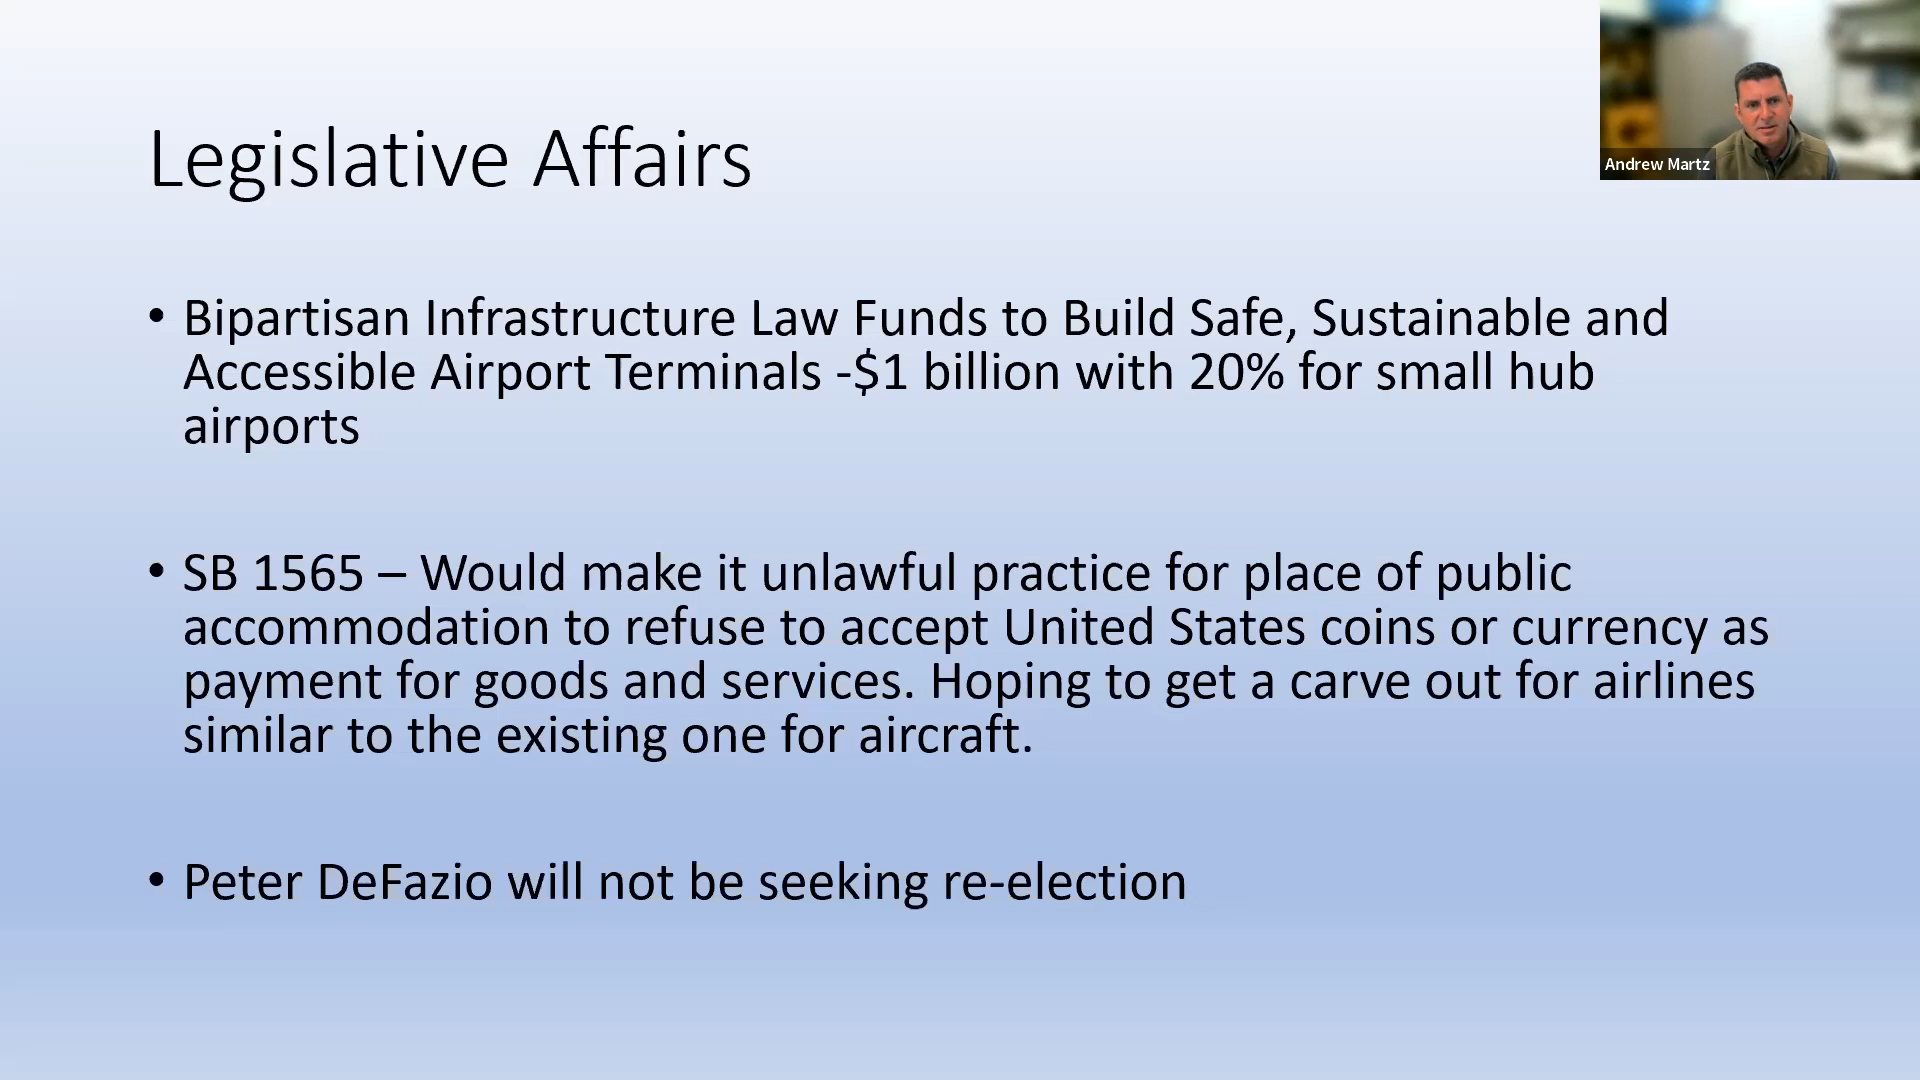 Legislative Affairs
Andrew Martz
• Bipartisan Infrastructure Law Funds to Build Safe, Sustainable and
Accessible Airport Terminals -$1 billion with 20% for small hub
airports
• SB 1565 – Would make it unlawful practice for place of public
accommodation to refuse to accept United States coins or currency as
payment for goods and services. Hoping to get a carve out for airlines
similar to the existing one for aircraft.
• Peter DeFazio will not be seeking re-election